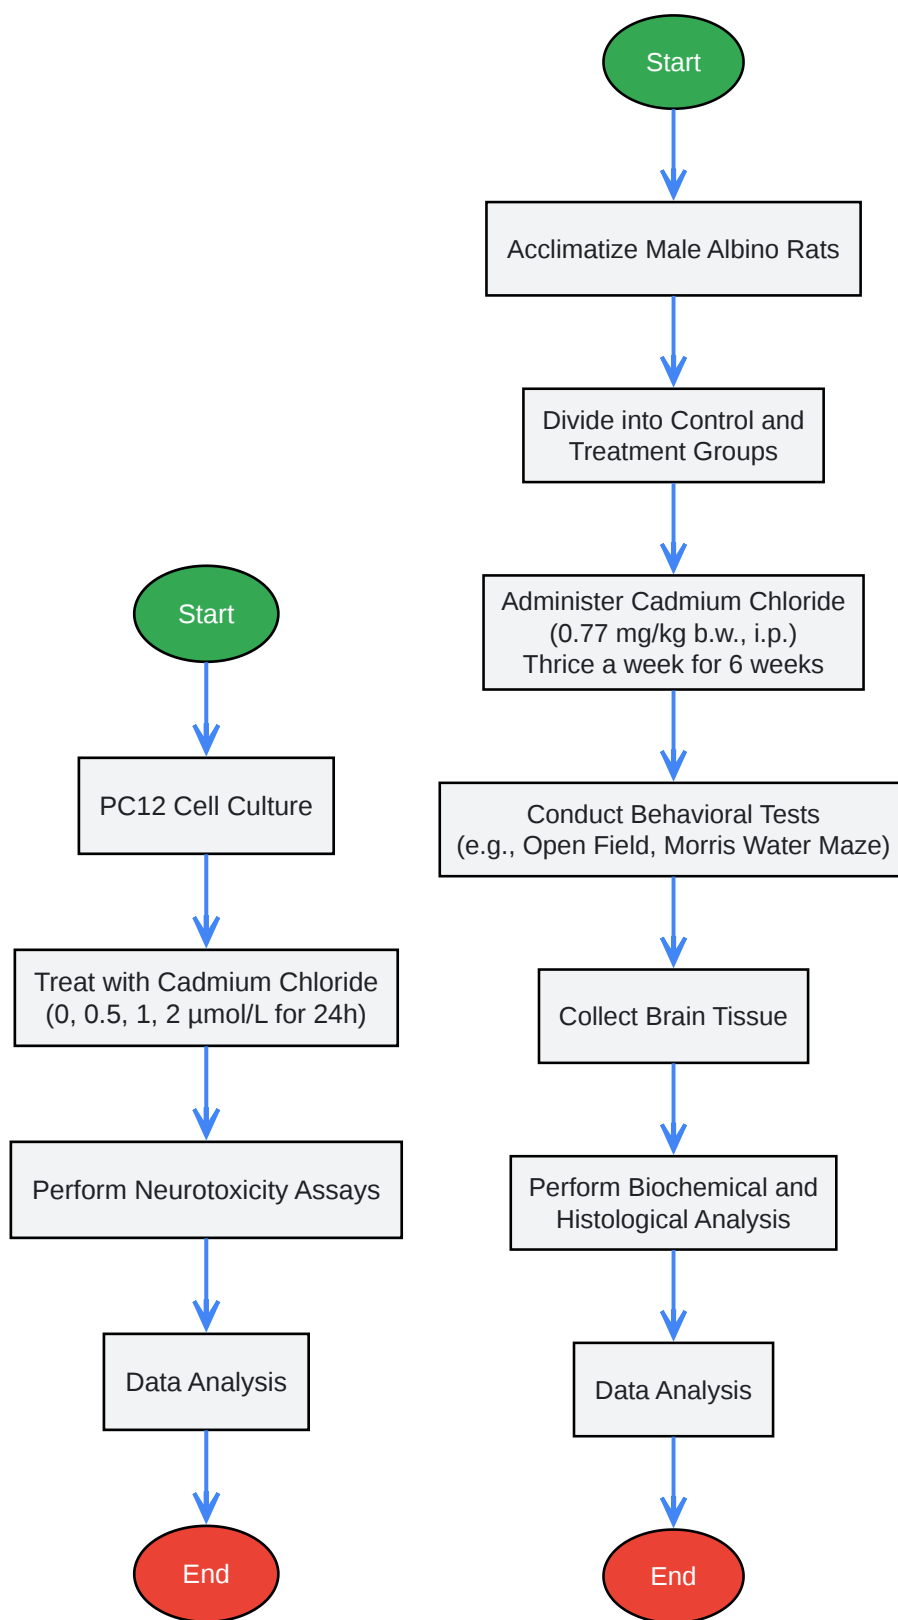 Start
PC12 Cell Culture
Treat with Cadmium Chloride
(0, 0.5, 1, 2 µmol/L for 24h)
Perform Neurotoxicity Assays
Data Analysis
End
Start
Acclimatize Male Albino Rats
Divide into Control and
Treatment Groups
Administer Cadmium Chloride
(0.77 mg/kg b.w., i.p.)
Thrice a week for 6 weeks
Conduct Behavioral Tests
(e.g., Open Field, Morris Water Maze)
Collect Brain Tissue
Perform Biochemical and
Histological Analysis
Data Analysis
End